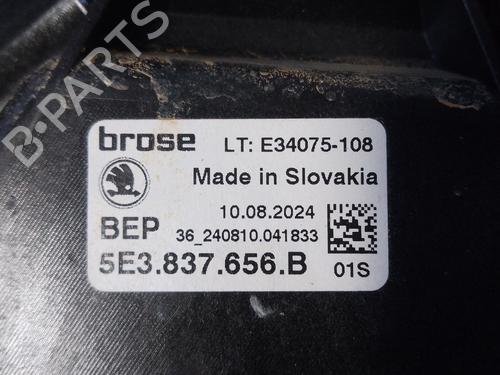 brose LT: E34075-108
Made in Slovakia
10.08.2024
BEP 36_240810.041833
5E3.837.656.B 01S
B-PARTS